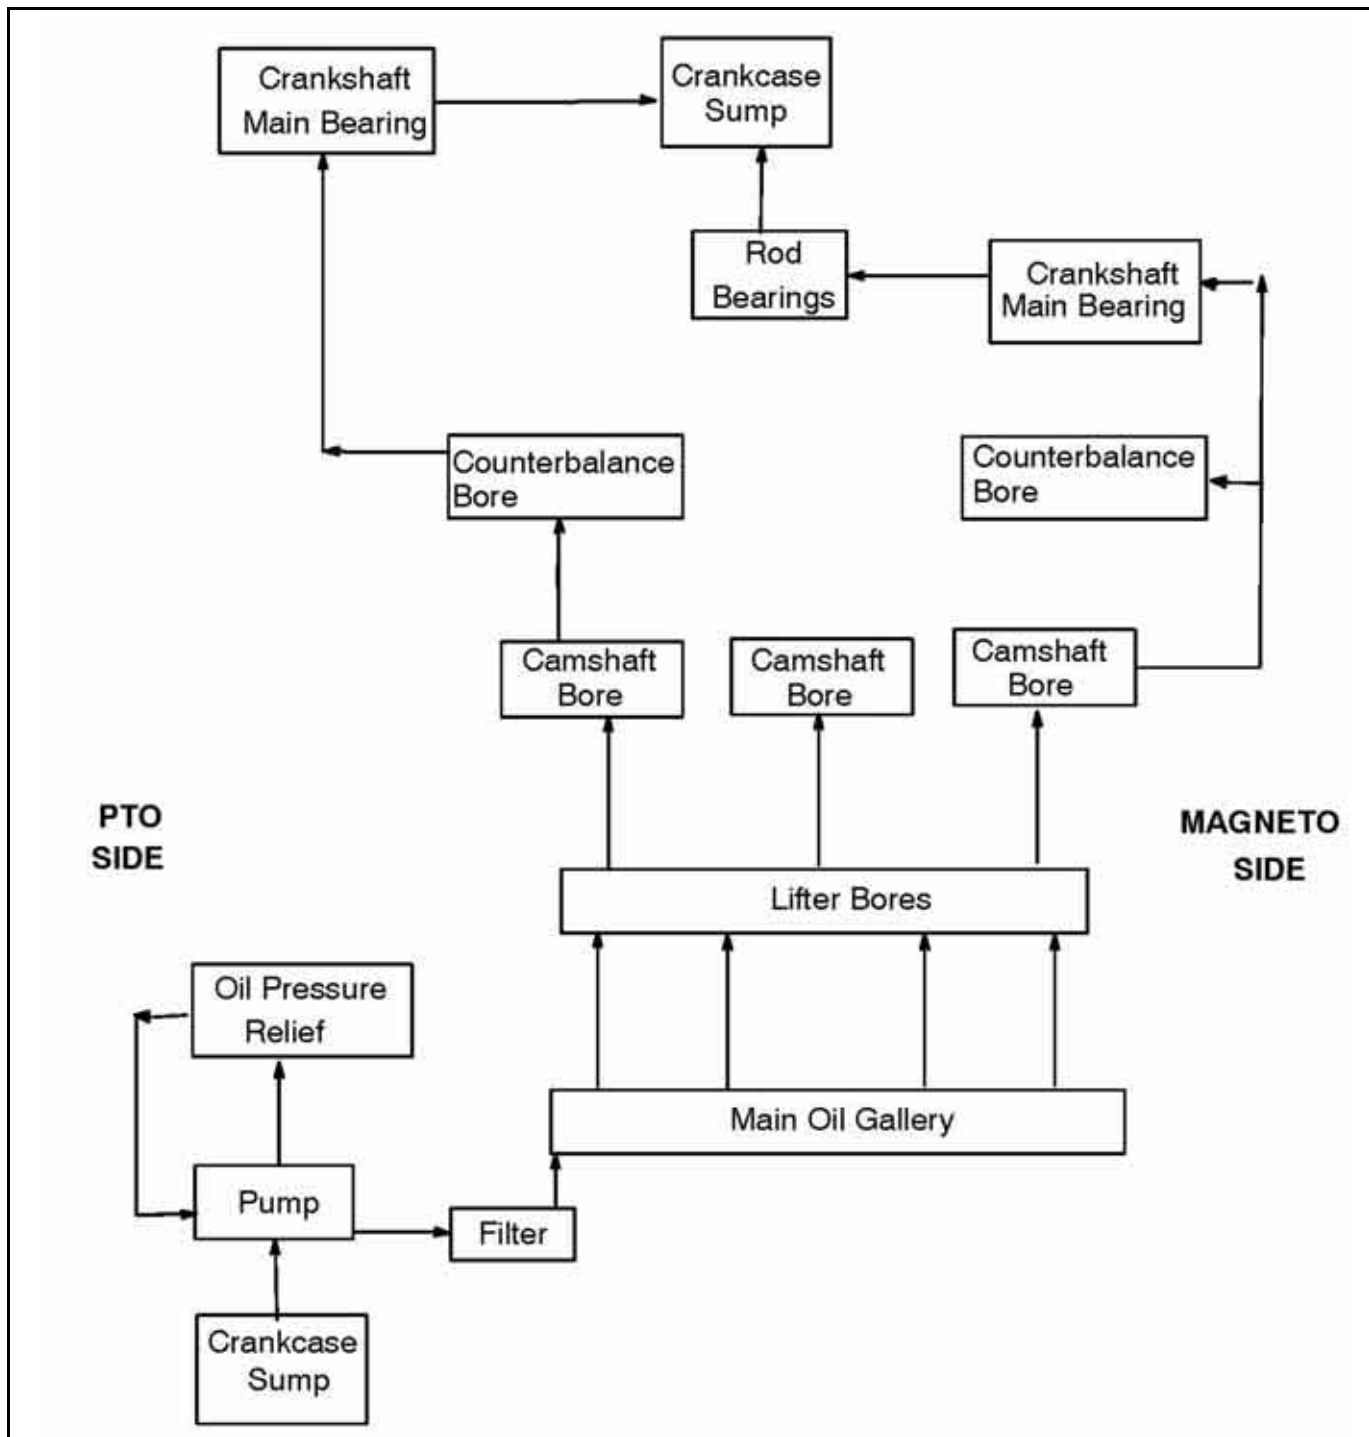 Crankshaft
Main Bearing
Crankcase
Sump
Rod
Bearings
Crankshaft
Main Bearing
Counterbalance
Bore
Counterbalance
Bore
Camshaft
Bore
Camshaft
Bore
Camshaft
Bore
PTO
SIDE
MAGNETO
SIDE
Lifter Bores
Oil Pressure
Relief
Main Oil Gallery
Pump
Filter
Crankcase
Sump